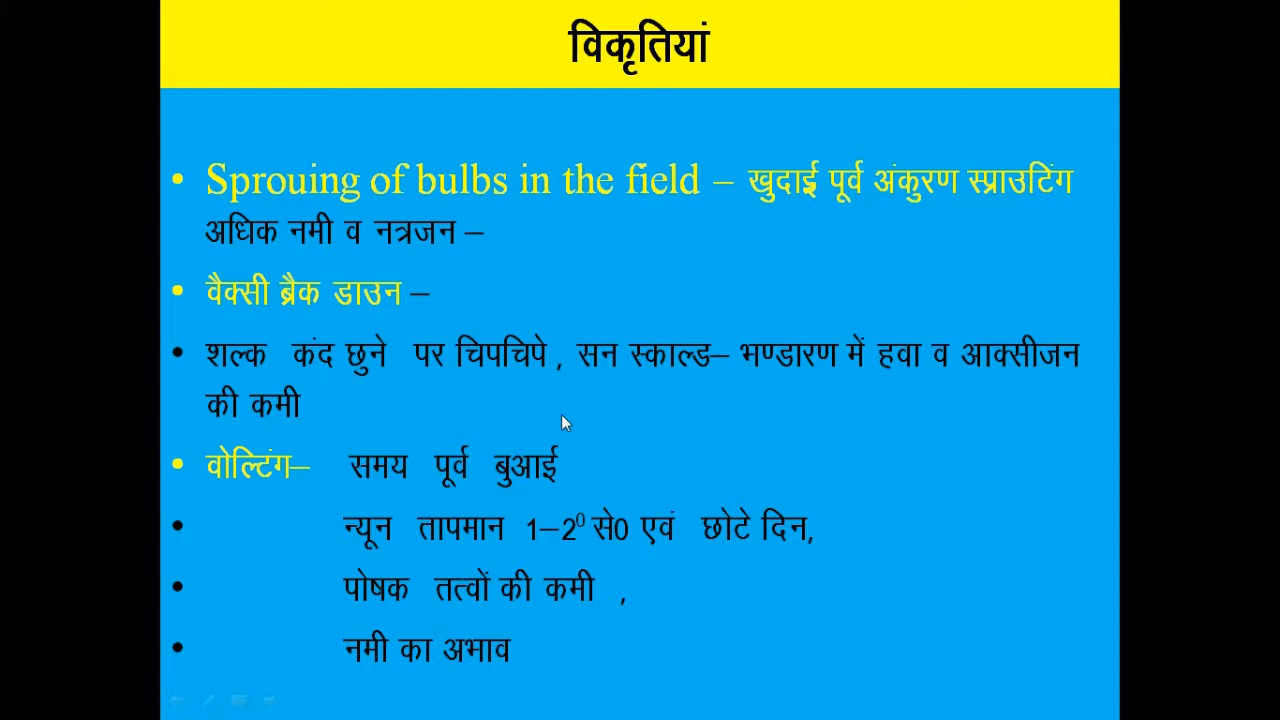 विकृतियां
• Sprouing of bulbs in the field – खुदाई पूर्व अंकुरण स्प्राउटिंग
अधिक नमी व नत्रजन –
• वैक्सी ब्रैक डाउन –
• शल्क कंद छुने पर चिपचिपे , सन स्काल्ड– भण्डारण में हवा व आक्सीजन
की कमी
• वोल्टिंग– समय पूर्व बुआई
• न्यून तापमान 1–2⁰ से0 एवं छोटे दिन,
• पोषक तत्वों की कमी ,
• नमी का अभाव